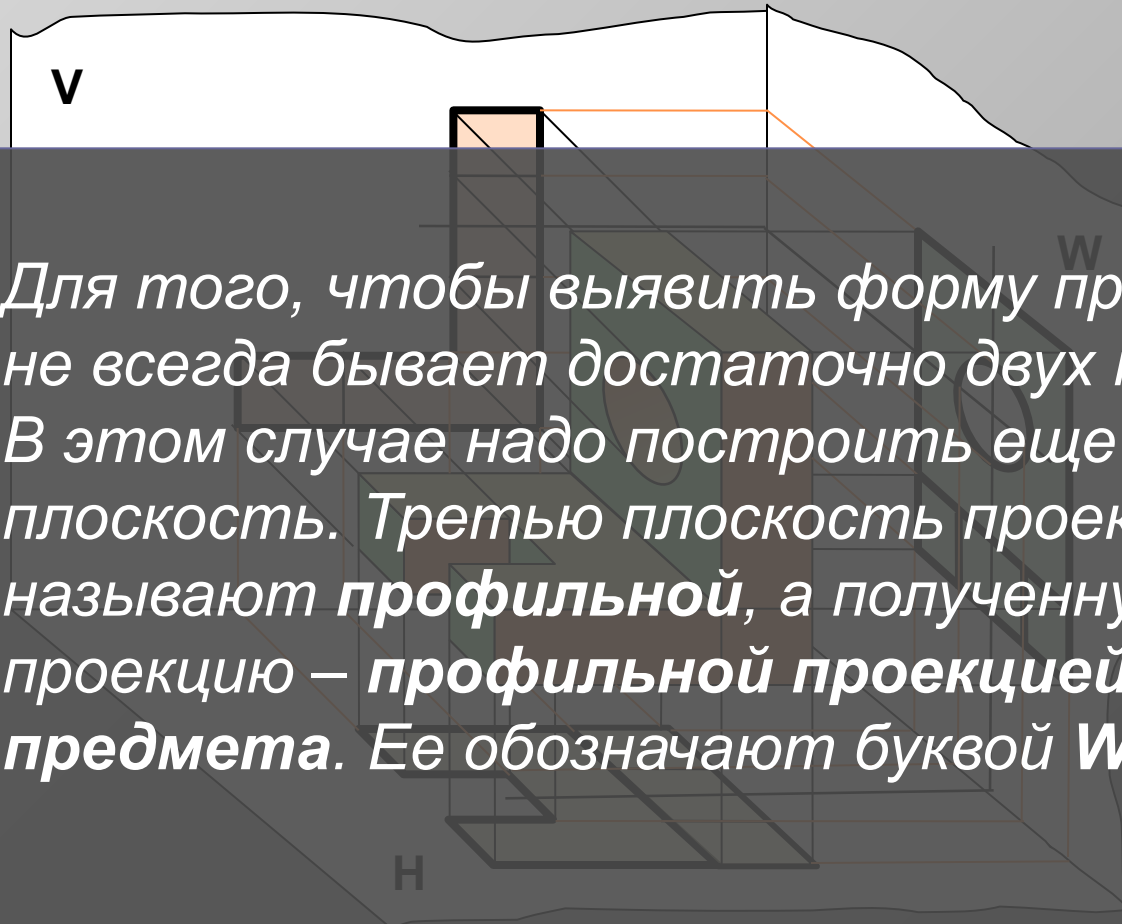 V
W
Для того, чтобы выявить форму пр
не всегда бывает достаточно двух
В этом случае надо построить еще
плоскость. Третью плоскость проек
называют профильной, а полученну
проекцию – профильной проекцией
предмета. Ее обозначают буквой W
H